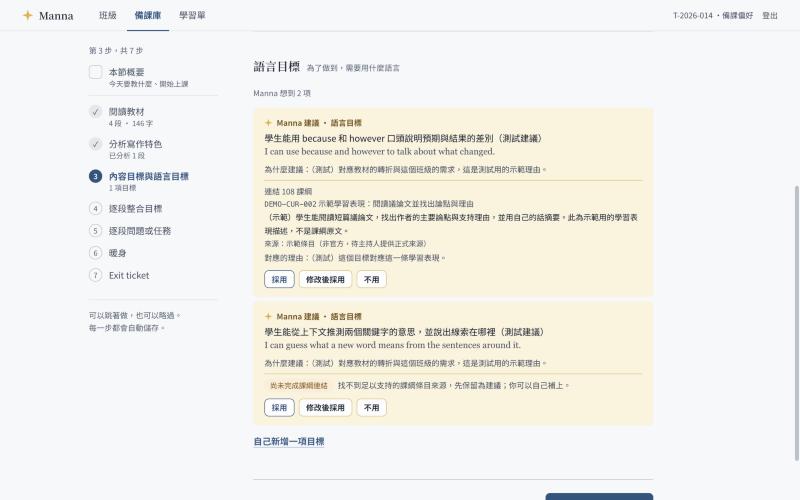 Manna
班級
備課庫
學習單
T-2026-014 ・備課偏好
登出
第 3 步，共 7 步
本節概要
今天要教什麼、開始上課
閱讀教材
4 段 · 146 字
分析寫作特色
已分析 1 段
3 內容目標與語言目標
1 項目標
4 逐段整合目標
5 逐段問題或任務
6 暖身
7 Exit ticket
可以跳著做，也可以略過。
每一步都會自動儲存。
語言目標 為了做到，需要用什麼語言
Manna 想到 2 項
Manna 建議 · 語言目標
學生能用 because 和 however 口頭說明預期與結果的差別（測試建議）
I can use because and however to talk about what changed.
為什麼建議：（測試）對應教材的轉折與這個班級的需求，這是測試用的示範理由。
連結 108 課綱
DEMO-CUR-002 示範學習表現：閱讀議論文並找出論點與理由
（示範）學生能閱讀短篇議論文，找出作者的主要論點與支持理由，並用自己的話摘要。此為示範用的學習表
現描述，不是課綱原文。
來源：示範條目（非官方，待主持人提供正式來源）
對應的理由：（測試）這個目標對應這一條學習表現。
採用
修改後採用
不用
Manna 建議 · 語言目標
學生能從上下文推測兩個關鍵字的意思，並說出線索在哪裡（測試建議）
I can guess what a new word means from the sentences around it.
為什麼建議：（測試）對應教材的轉折與這個班級的需求，這是測試用的示範理由。
尚未完成課綱連結 找不到足以支持的課綱條目來源，先保留為建議；你可以自己補上。
採用
修改後採用
不用
自己新增一項目標